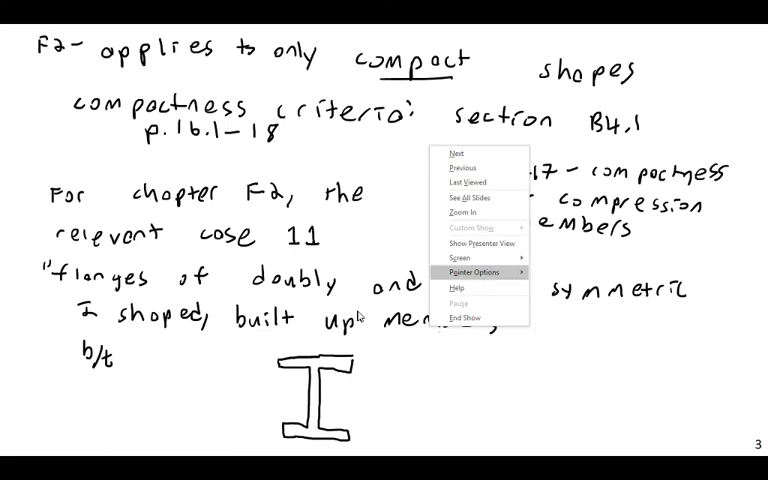 F2- applies to only compact shapes
compactness criteria: section B4.1
p.16.1-18
17 - compactness
compression
For chapter F2, the
embers
relevent case 11
"flanges of doubly and symmetric
I shaped, built up mem
b/t
Next
Previous
Last Viewed
See All Slides
Zoom In
Custom Show
Show Presenter View
Screen
Pointer Options
Help
Pause
End Show
3